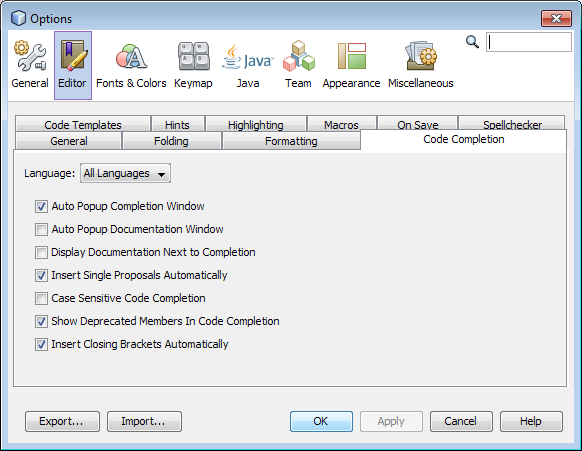 Options
General Editor Fonts & Colors Keymap Java Team Appearance Miscellaneous
Java
Code Templates Hints Highlighting Macros On Save Spellchecker
General Folding Formatting Code Completion
Language: All Languages
Auto Popup Completion Window
Auto Popup Documentation Window
Display Documentation Next to Completion
Insert Single Proposals Automatically
Case Sensitive Code Completion
Show Deprecated Members In Code Completion
Insert Closing Brackets Automatically
Export... Import... OK Apply Cancel Help